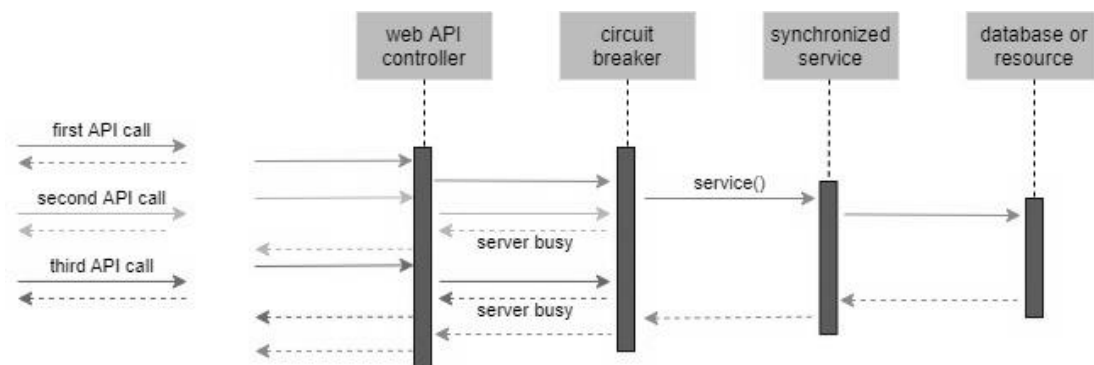 web API
controller
circuit
breaker
synchronized
service
database or
resource
first API call
second API call
service()
server busy
third API call
server busy